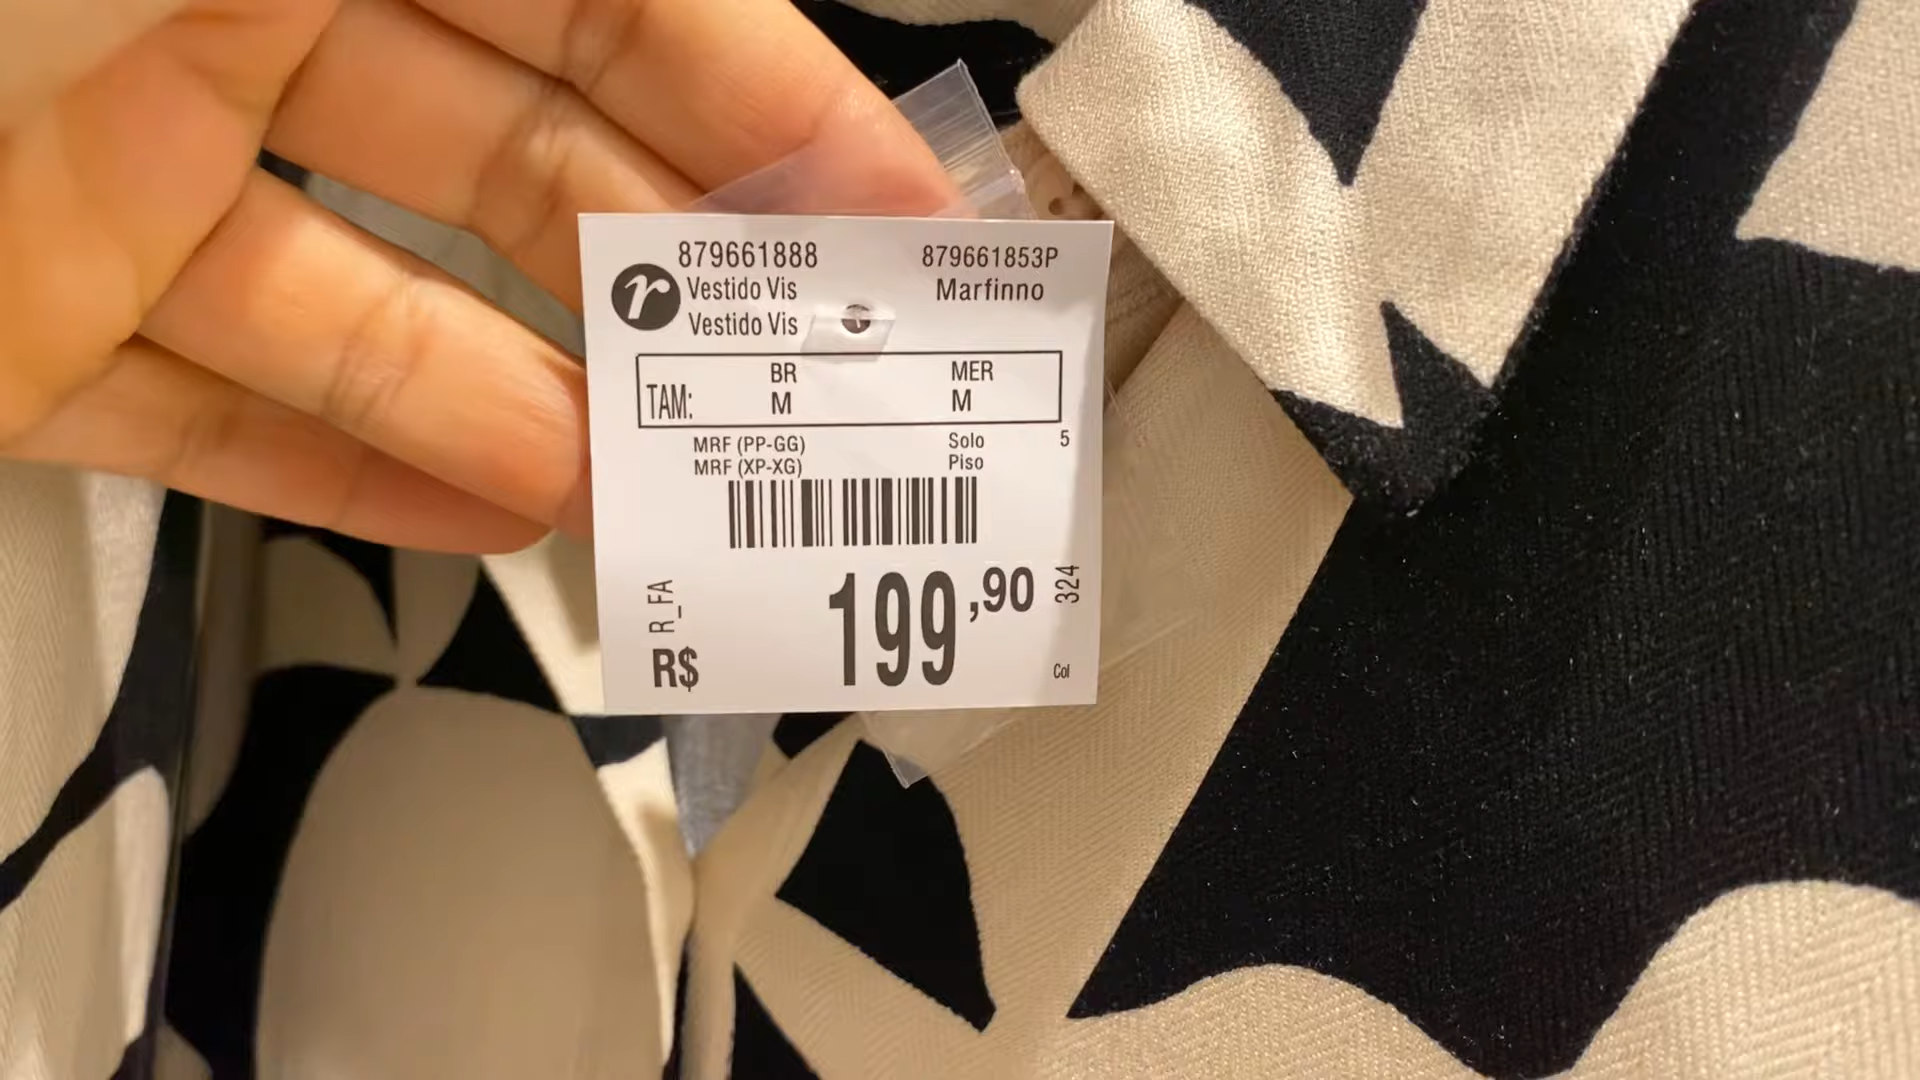 879661888 879661853P
r Vestido Vis Marfinno
Vestido Vis
BR MER
TAM: M M
MRF (PP-GG) Solo 5
MRF (XP-XG) Piso
R_FA
R$ 199,90
324
Col